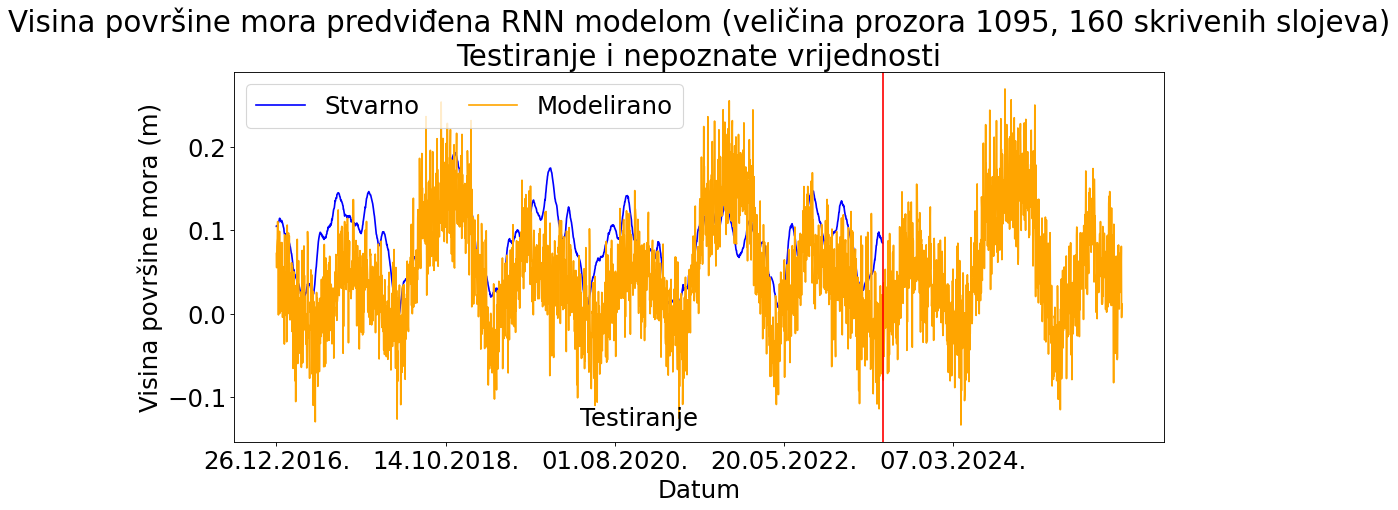 Visina površine mora predviđena RNN modelom (veličina prozora 1095, 160 skrivenih slojeva)
Testiranje i nepoznate vrijednosti
Stvarno
Modelirano
Visina površine mora (m)
0.2
0.1
0.0
−0.1
Testiranje
26.12.2016.
14.10.2018.
01.08.2020.
20.05.2022.
07.03.2024.
Datum